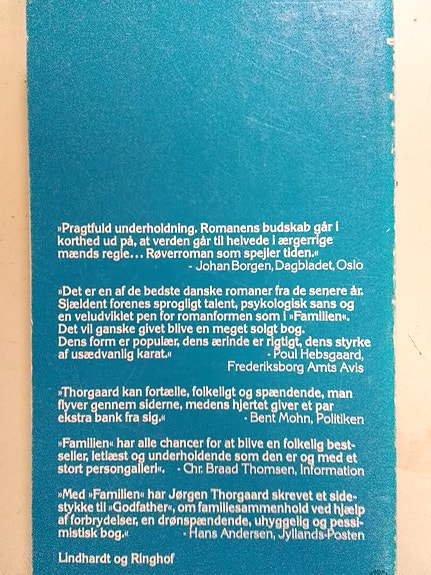 »Pragtfuld underholdning. Romanens budskab går i
korthed ud på, at verden går til helvede i ærgerrige
mænds regie... Røverroman som spejler tiden.«
- Johan Borgen, Dagbladet, Oslo
»Det er en af de bedste danske romaner fra de senere år.
Sjældent forenes sprogligt talent, psykologisk sans og
en veludviklet pen for romanformen som i »Familien«.
Det vil ganske givet blive en meget solgt bog.
Dens form er populær, dens ærinde er rigtigt, dens styrke
af usædvanlig karat.« - Poul Hebsgaard,
Frederiksborg Amts Avis
»Thorgaard kan fortælle, folkeligt og spændende, man
flyver gennem siderne, medens hjertet giver et par
ekstra bank fra sig.« - Bent Mohn, Politiken
»Familien« har alle chancer for at blive en folkelig best-
seller, letlæst og underholdende som den er og med et
stort persongalleri«. - Chr. Braad Thomsen, Information
»Med »Familien« har Jørgen Thorgaard skrevet et side-
stykke til »Godfather«, om familiesammenhold ved hjælp
af forbrydelser, en drønspændende, uhyggelig og pessi-
mistisk bog.« - Hans Andersen, Jyllands-Posten
Lindhardt og Ringhof